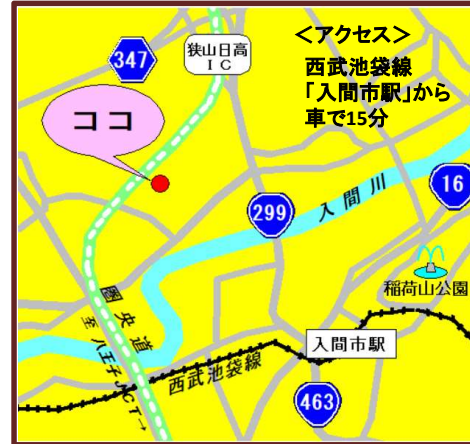 <アクセス>
西武池袋線
「入間市駅」から
車で15分
狭山日高
IC
347
ココ
299
入間川
16
稲荷山公園
圏央道
至 八王子JCT→
西武池袋線
入間市駅
463